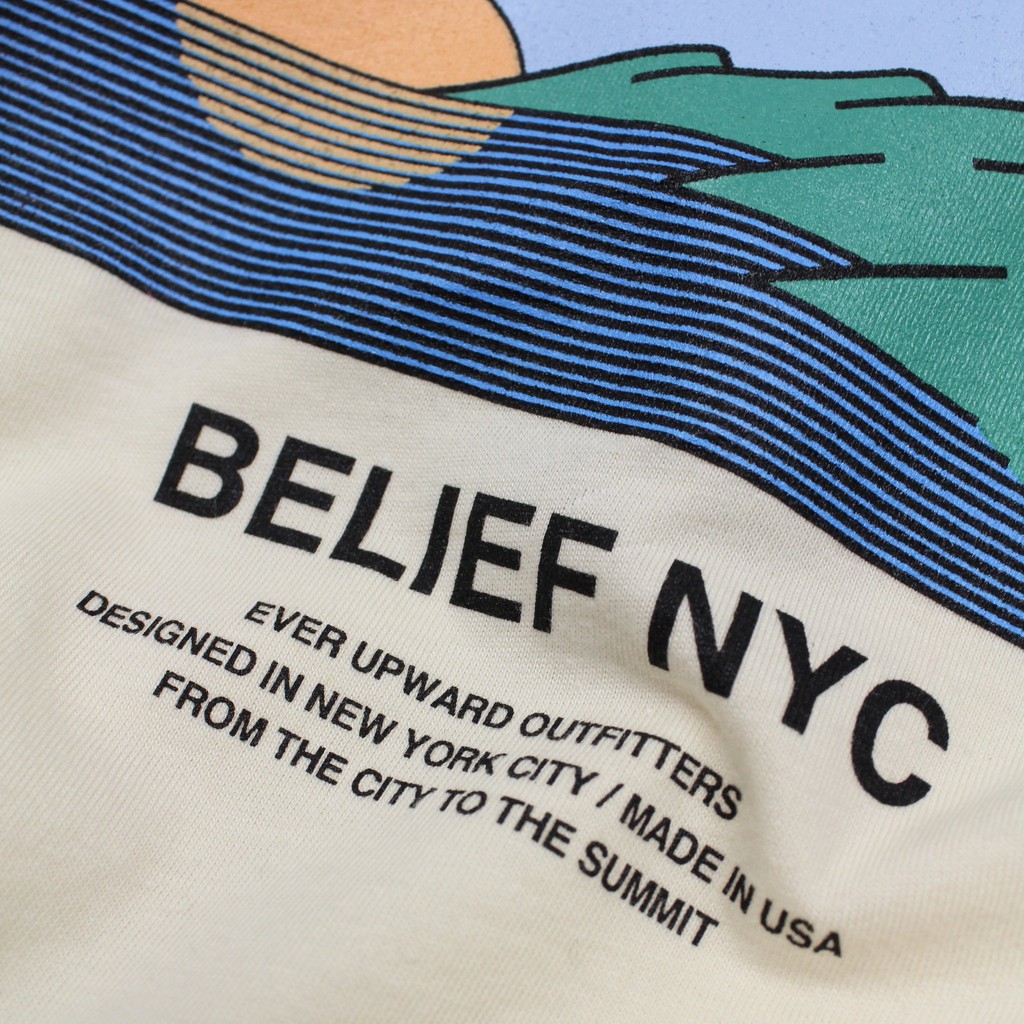 BELIEF NYC
EVER UPWARD OUTFITTERS
DESIGNED IN NEW YORK CITY / MADE IN USA
FROM THE CITY TO THE SUMMIT